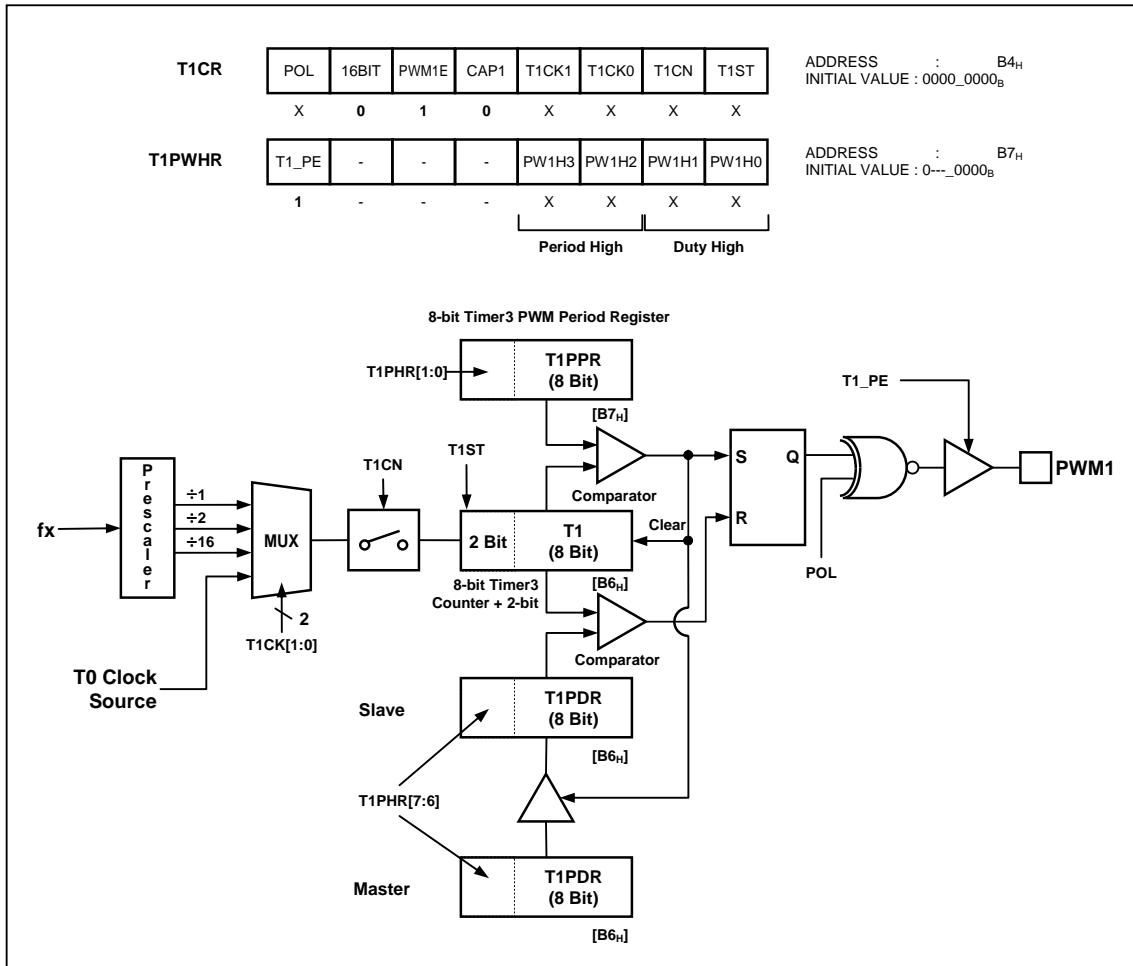 T1CR POL 16BIT PWM1E CAP1 T1CK1 T1CK0 T1CN T1ST ADDRESS : B4H
INITIAL VALUE : 0000_0000B
X 0 1 0 X X X X
T1PWHR T1_PE - - - PW1H3 PW1H2 PW1H1 PW1H0 ADDRESS : B7H
INITIAL VALUE : 0---_0000B
1 - - - X X X X
Period High Duty High
8-bit Timer3 PWM Period Register
T1PHR[1:0]
T1PPR
(8 Bit)
[B7H]
T1_PE
T1ST
T1CN
Comparator
S Q
R
PWM1
POL
Prescaler
fx
÷1
÷2
÷16
MUX
2
T1CK[1:0]
T0 Clock
Source
2 Bit
T1
(8 Bit)
Clear
[B6H]
8-bit Timer3
Counter + 2-bit
Comparator
Slave
T1PDR
(8 Bit)
[B6H]
T1PHR[7:6]
Master
T1PDR
(8 Bit)
[B6H]